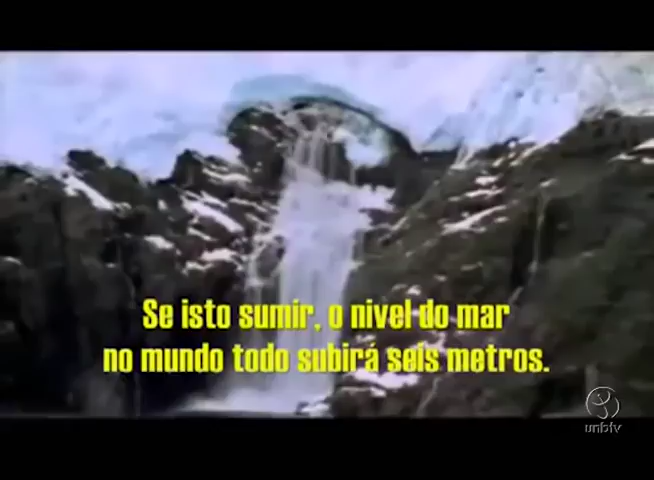 Se isto sumir, o nivel do mar
no mundo todo subirá seis metros.
unbtv